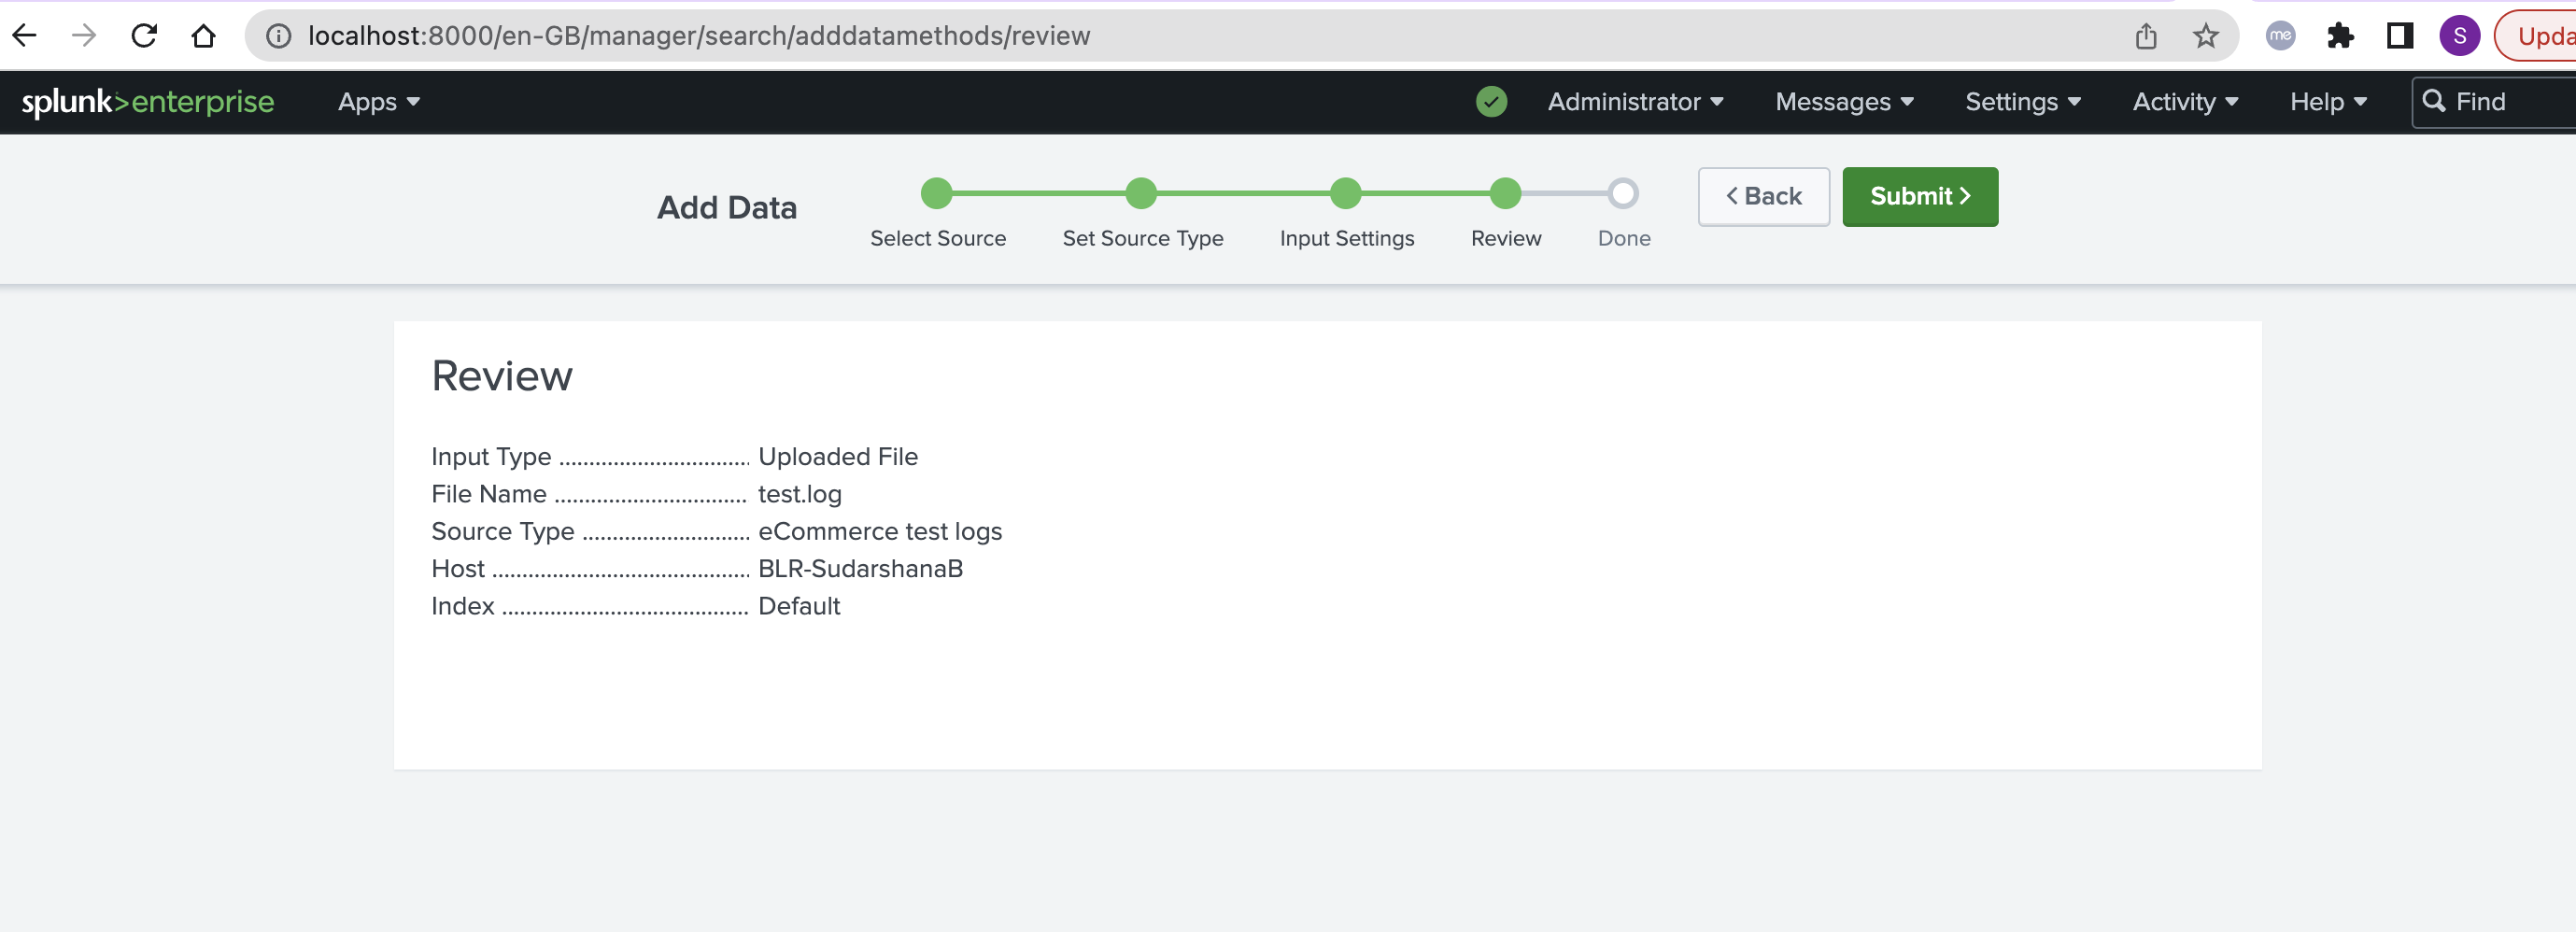 localhost:8000/en-GB/manager/search/adddatamethods/review
me
S
Upda
splunk>enterprise Apps Administrator Messages Settings Activity Help Find
Add Data
Select Source Set Source Type Input Settings Review Done
< Back Submit >
Review
Input Type ................................ Uploaded File
File Name ................................ test.log
Source Type ............................ eCommerce test logs
Host ........................................... BLR-SudarshanaB
Index ......................................... Default